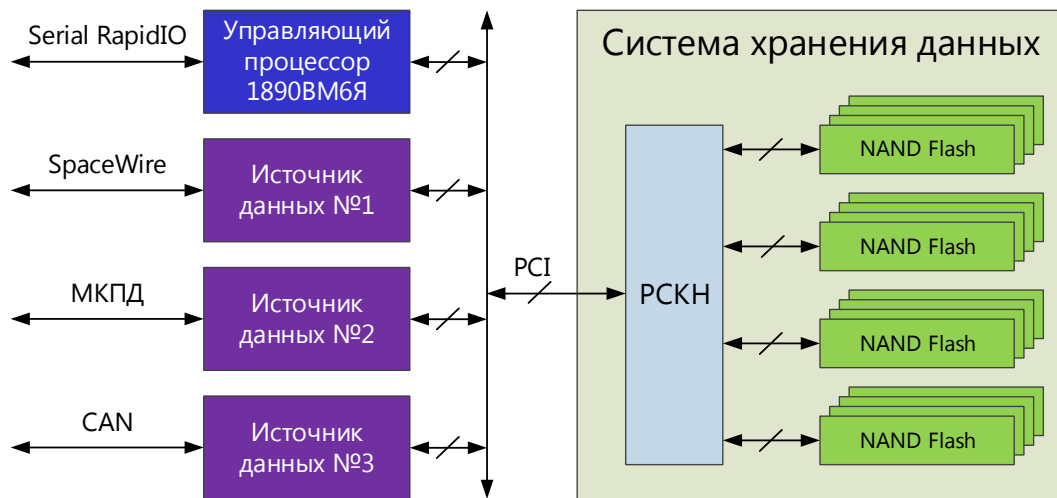 Serial RapidIO
Управляющий
процессор
1890ВМ6Я
SpaceWire
Источник
данных №1
МКПД
Источник
данных №2
CAN
Источник
данных №3
PCI
Система хранения данных
РСКН
NAND Flash
NAND Flash
NAND Flash
NAND Flash